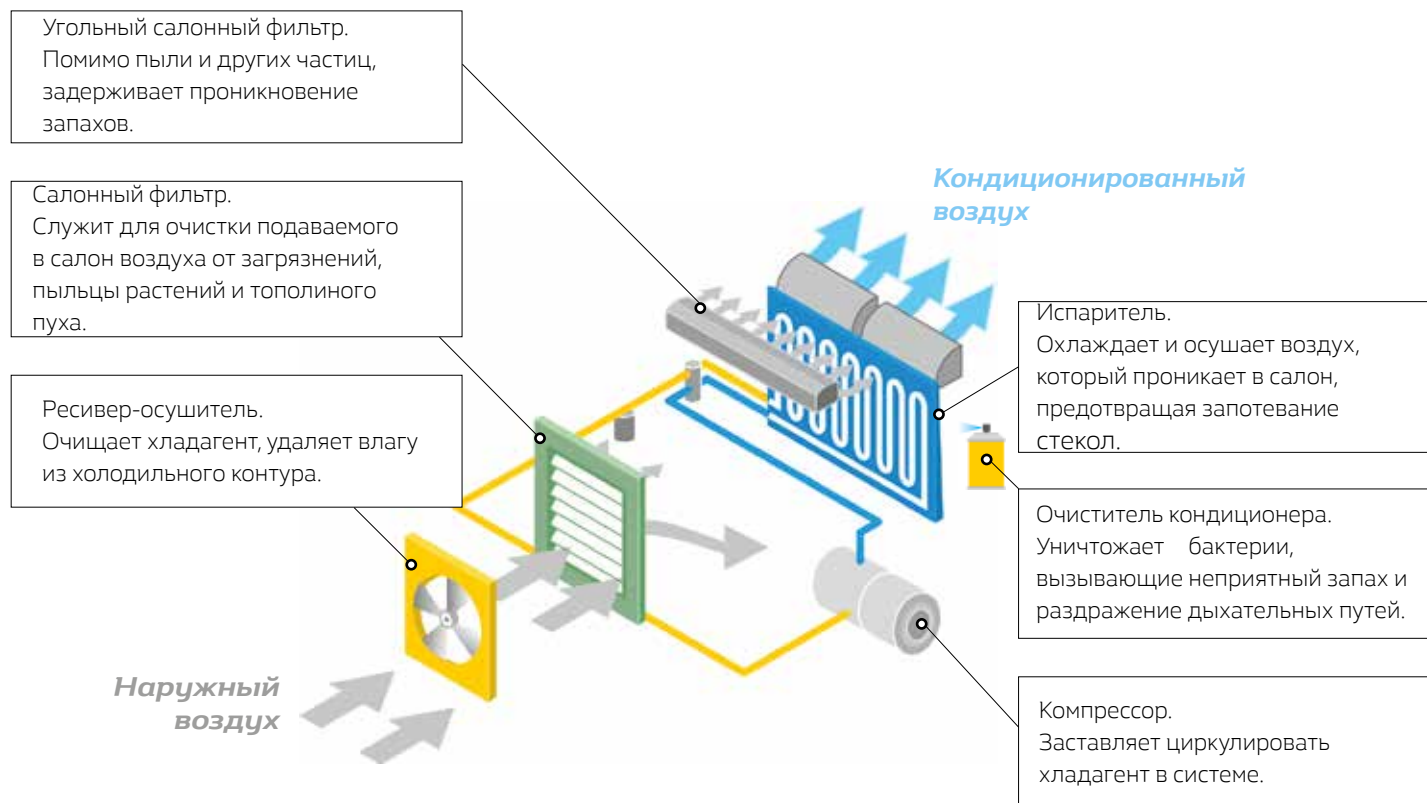 Угольный салонный фильтр.
Помимо пыли и других частиц,
задерживает проникновение
запахов.
Салонный фильтр.
Служит для очистки подаваемого
в салон воздуха от загрязнений,
пыльцы растений и тополиного
пуха.
Ресивер-осушитель.
Очищает хладагент, удаляет влагу
из холодильного контура.
Наружный
воздух
Кондиционированный
воздух
Испаритель.
Охлаждает и осушает воздух,
который проникает в салон,
предотвращая запотевание
стекол.
Очиститель кондиционера.
Уничтожает бактерии,
вызывающие неприятный запах и
раздражение дыхательных путей.
Компрессор.
Заставляет циркулировать
хладагент в системе.